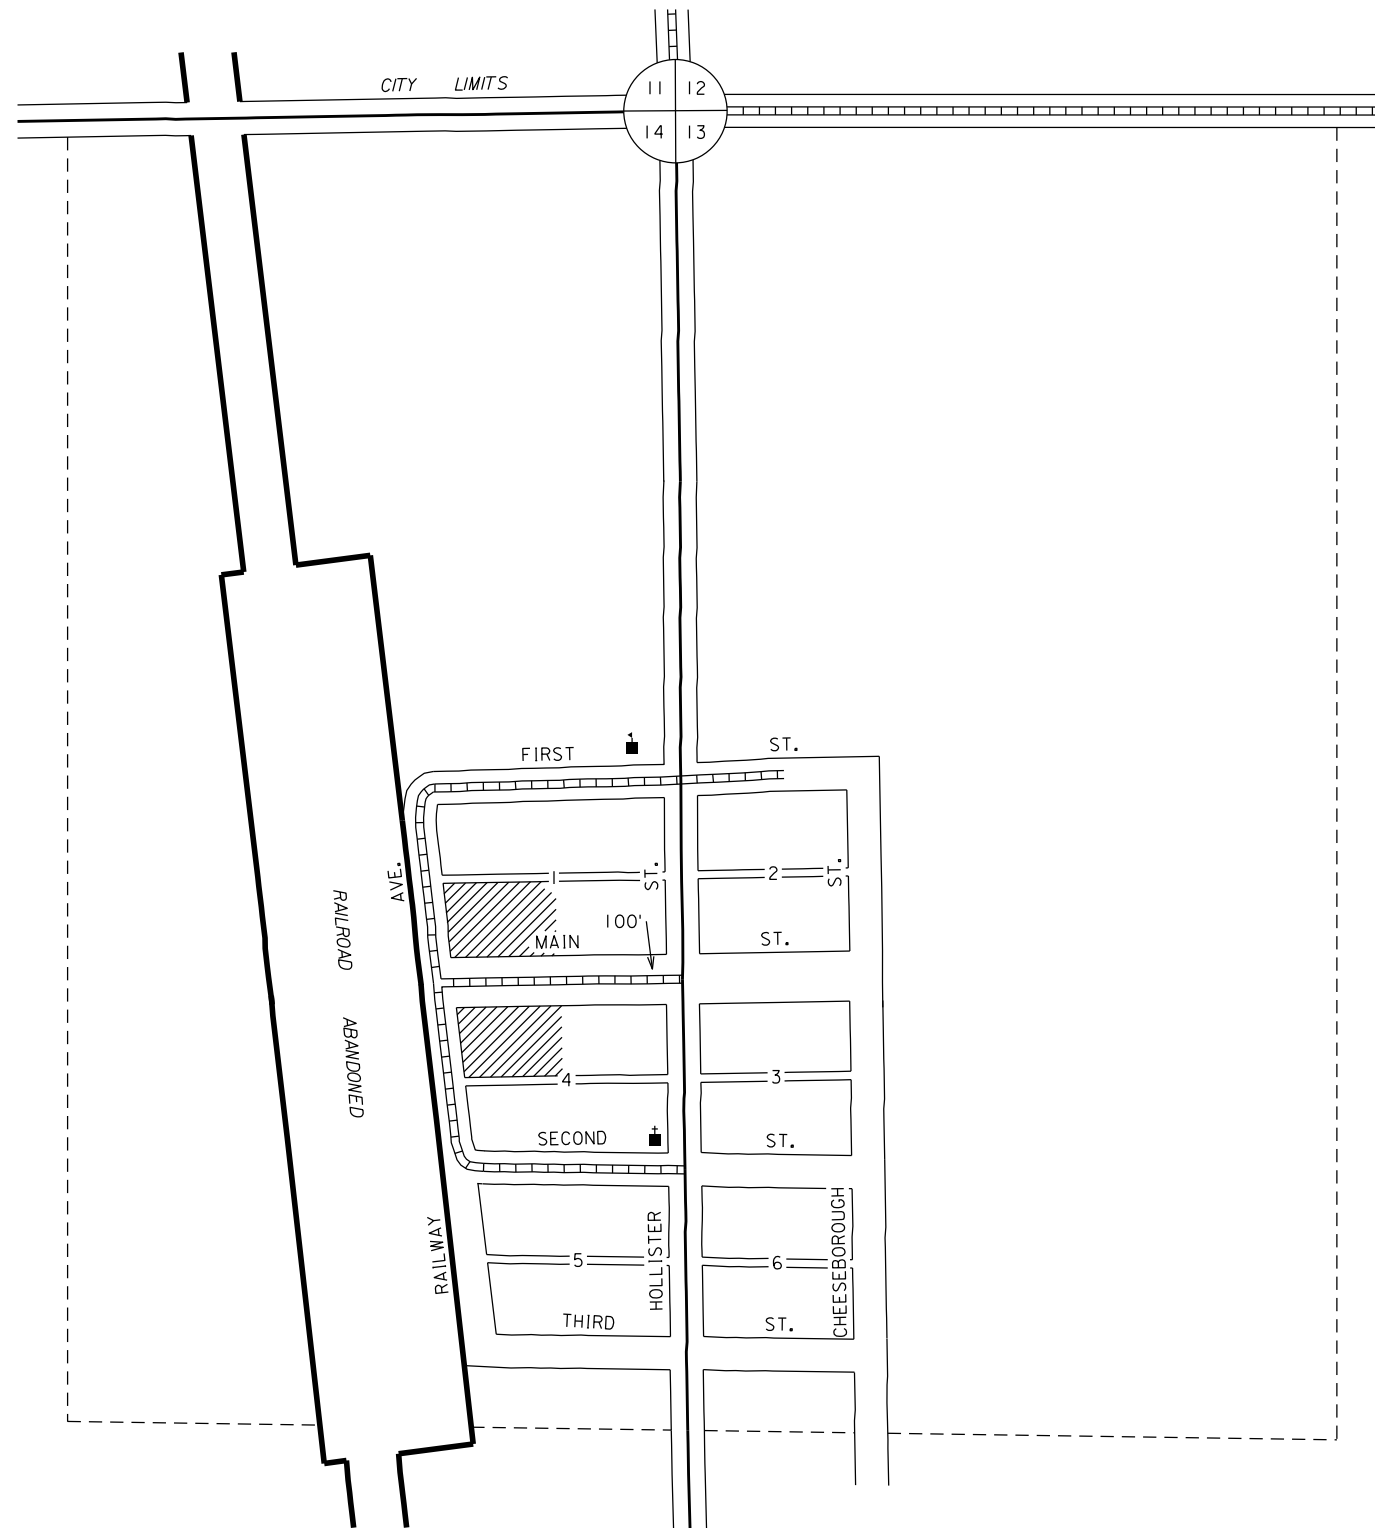 CITY LIMITS
11 12
14 13
FIRST ST.
AVE.
1
ST.
2
ST.
RAILROAD ABANDONED
100'
MAIN ST.
4
3
SECOND ST.
RAILWAY
HOLLISTER
CHEESEBOROUGH
5
6
THIRD ST.